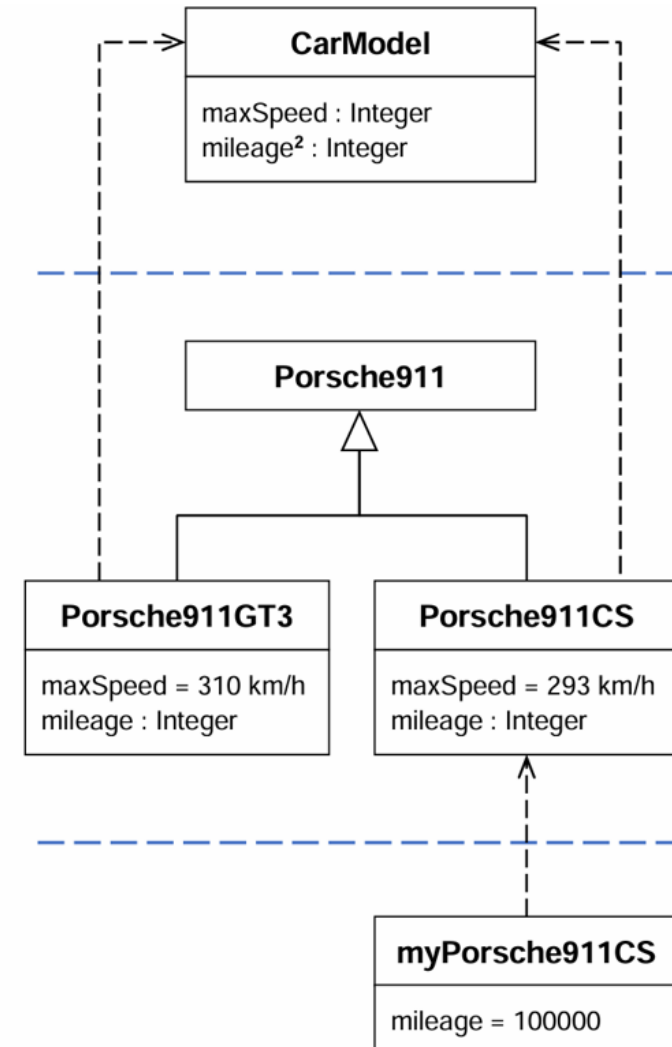 CarModel
maxSpeed : Integer
mileage² : Integer
Porsche911
Porsche911GT3
maxSpeed = 310 km/h
mileage : Integer
Porsche911CS
maxSpeed = 293 km/h
mileage : Integer
myPorsche911CS
mileage = 100000